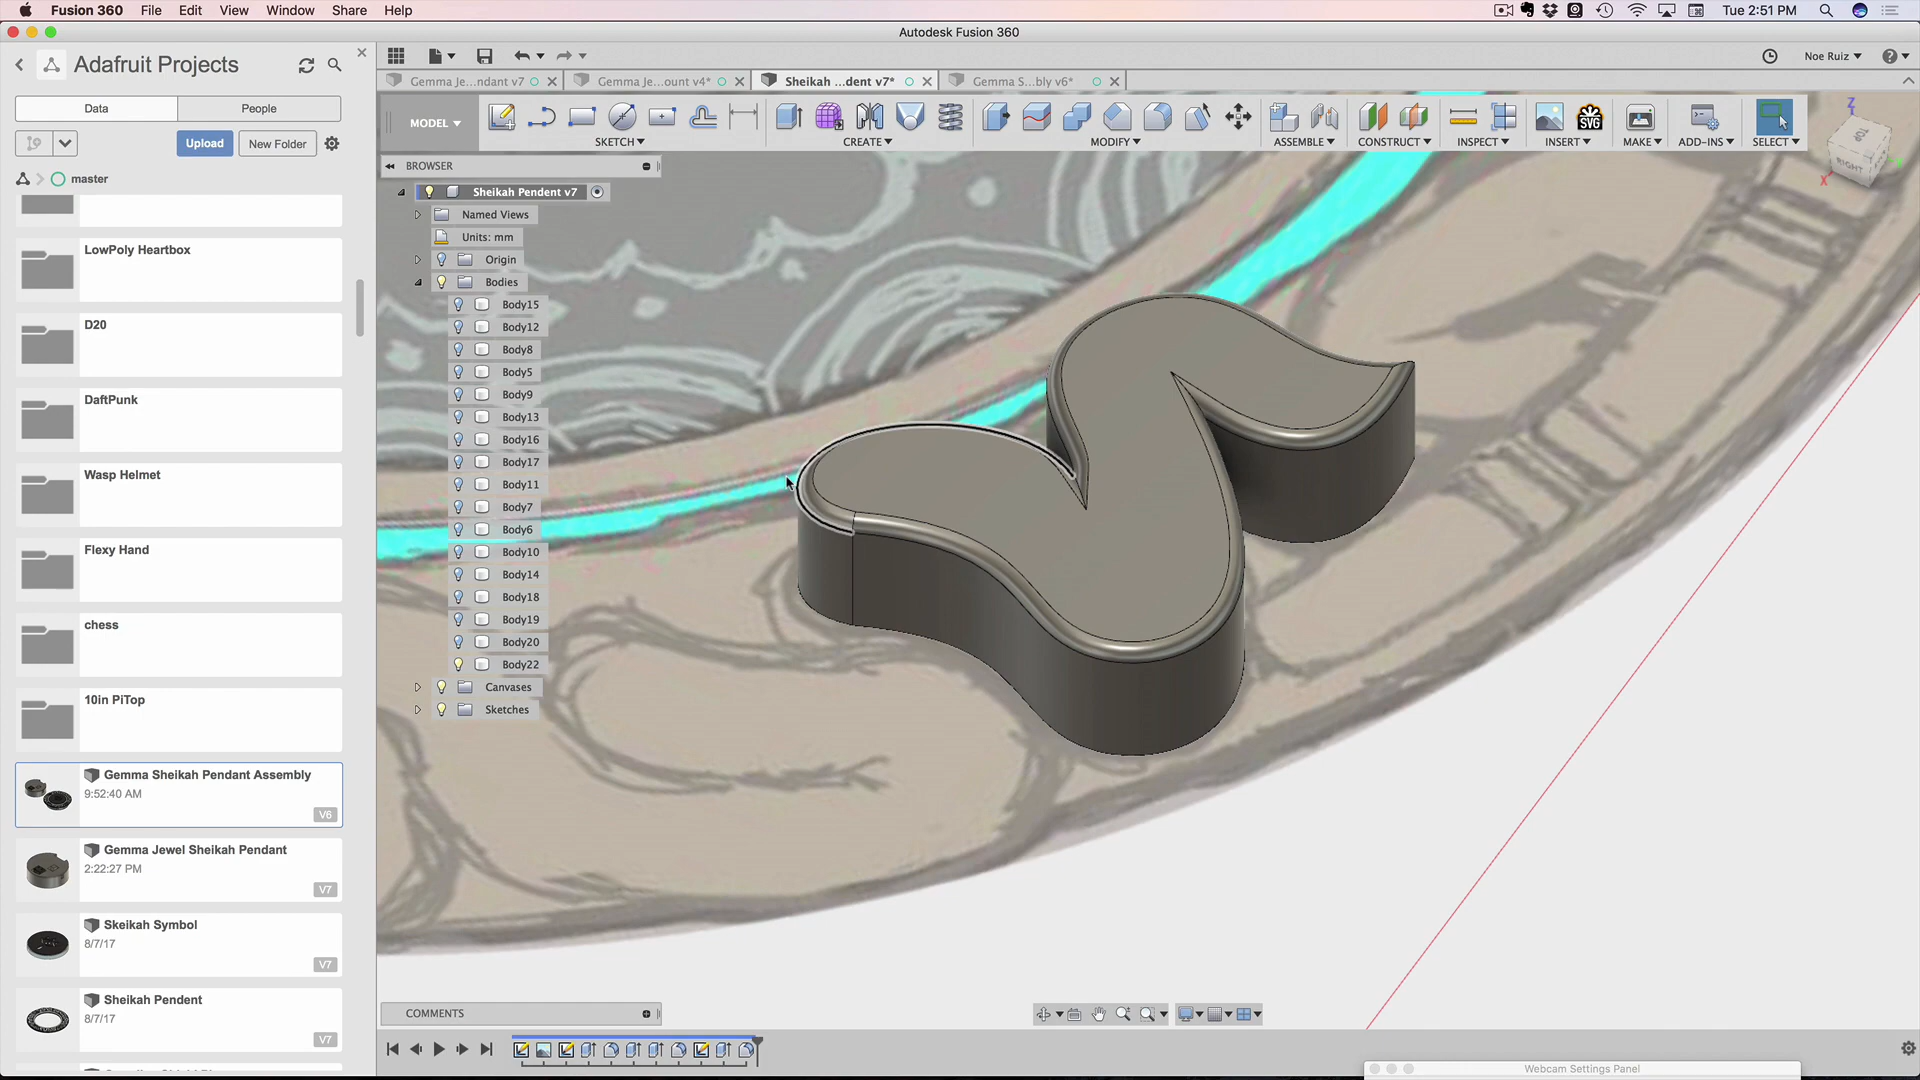 Fusion 360 File Edit View Window Share Help Tue 2:51 PM
Autodesk Fusion 360
Adafruit Projects
Noe Ruiz
Gemma Je...ndant v7 Gemma Je...ount v4* Sheikah ...dent v7* Gemma S...bly v6*
Data People
MODEL SKETCH CREATE MODIFY ASSEMBLE CONSTRUCT INSPECT INSERT MAKE ADD-INS SELECT
SVG
Upload New Folder
master
TOP
RIGHT
Z
X
BROWSER
Sheikah Pendent v7
Named Views
Units: mm
Origin
Bodies
Body15
Body12
Body8
Body5
Body9
Body13
Body16
Body17
Body11
Body7
Body6
Body10
Body14
Body18
Body19
Body20
Body22
Canvases
Sketches
LowPoly Heartbox
D20
DaftPunk
Wasp Helmet
Flexy Hand
chess
10in PiTop
Gemma Sheikah Pendant Assembly
9:52:40 AM
V6
Gemma Jewel Sheikah Pendant
2:22:27 PM
V7
Skeikah Symbol
8/7/17
V7
Sheikah Pendent
8/7/17
V7
COMMENTS
Webcam Settings Panel